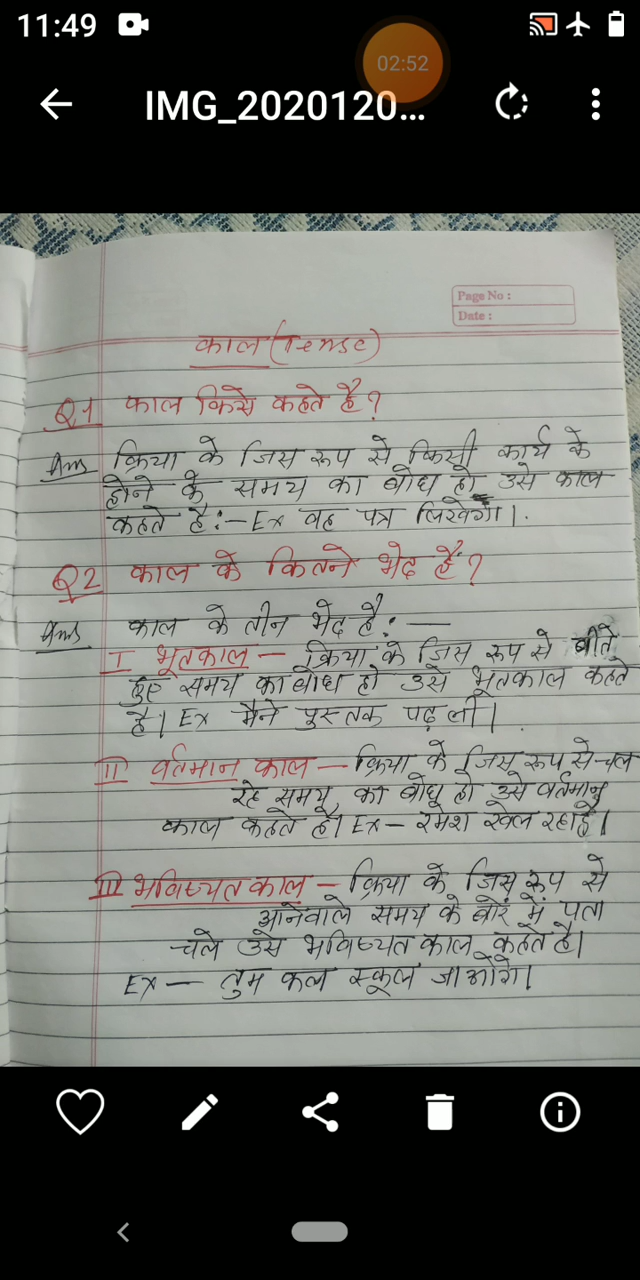 11:49
02:52
IMG_2020120...
Page No :
Date :
काल (Tense)
Q1 काल किसे कहते है?
Ans क्रिया के जिस रूप से किसी कार्य के
होने के समय का बोध हो उसे काल
कहते है:- Ex वह पत्र लिखेगा।
Q2 काल के कितने भेद हैं?
Ans काल के तीन भेद है: —
I भूतकाल – क्रिया के जिस रूप से बीते
हुए समय का बोध हो उसे भूतकाल कहते
है। Ex मैने पुस्तक पढ़ ली।
II वर्तमान काल – क्रिया के जिस रूप से चल
रहे समय का बोध हो उसे वर्तमान
काल कहते है। Ex – रमेश खेल रहा है।
III भविष्यत काल – क्रिया के जिस रूप से
आनेवाले समय के बारे में पता
चले उसे भविष्यत काल कहते है।
Ex — तुम कल स्कूल जाओगे।